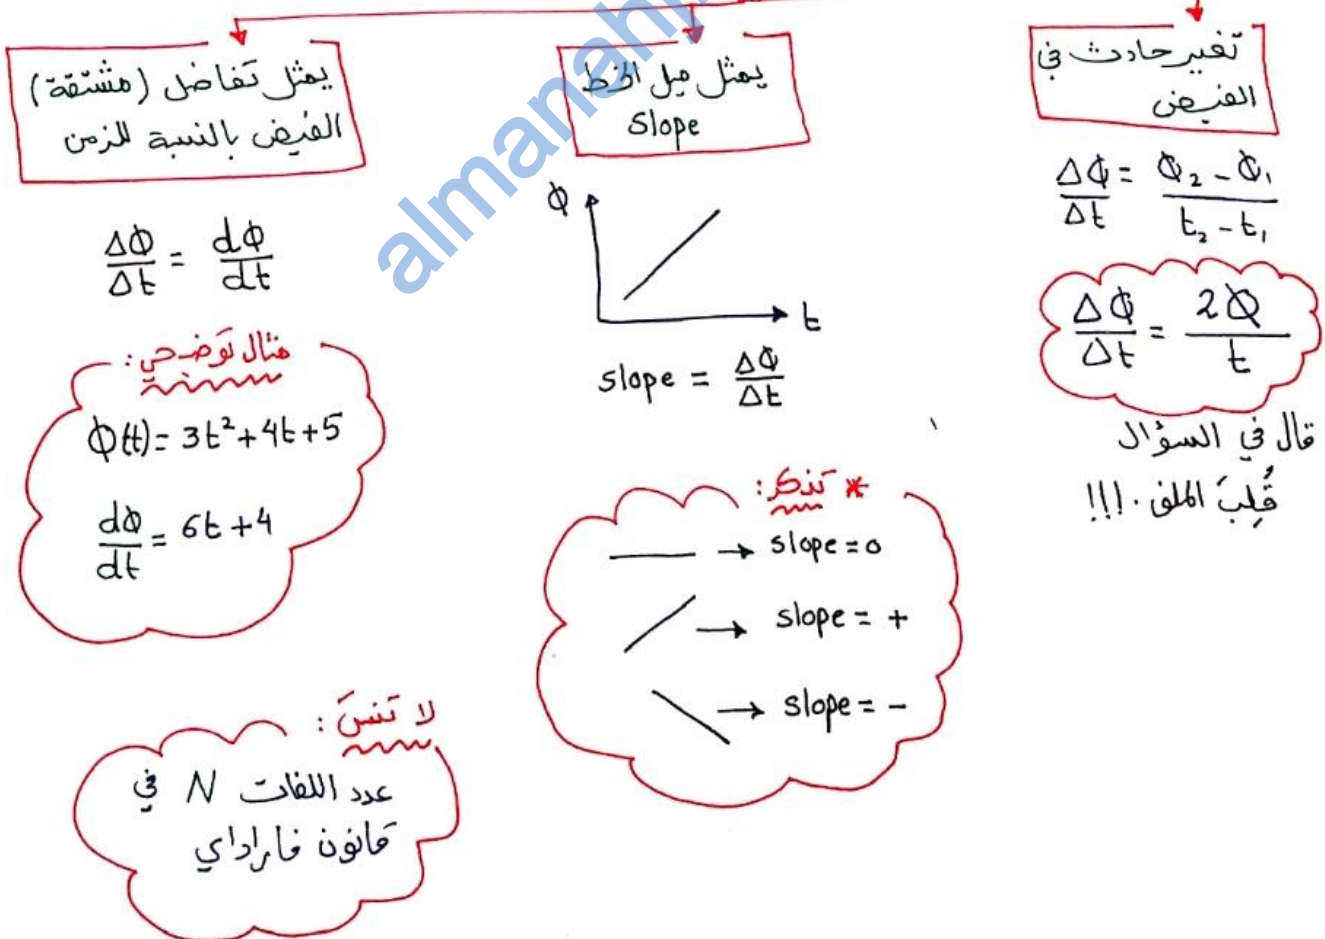 تغير حادث في
الفيض
ΔΦ/Δt = (Φ₂ - Φ₁)/(t₂ - t₁)
ΔΦ/Δt = 2Φ/t
قال في السؤال
قُلِبَ الملف.!!!
يمثل ميل الخط
Slope
Φ
t
slope = ΔΦ/Δt
* تذكر:
→ slope = 0
→ slope = +
→ slope = -
يمثل تفاضل (مشتقة)
الفيض بالنسبة للزمن
ΔΦ/Δt = dΦ/dt
مثال توضيحي:
Φ(t) = 3t² + 4t + 5
dΦ/dt = 6t + 4
لا تنسَ:
عدد اللفات N في
قانون فاراداي